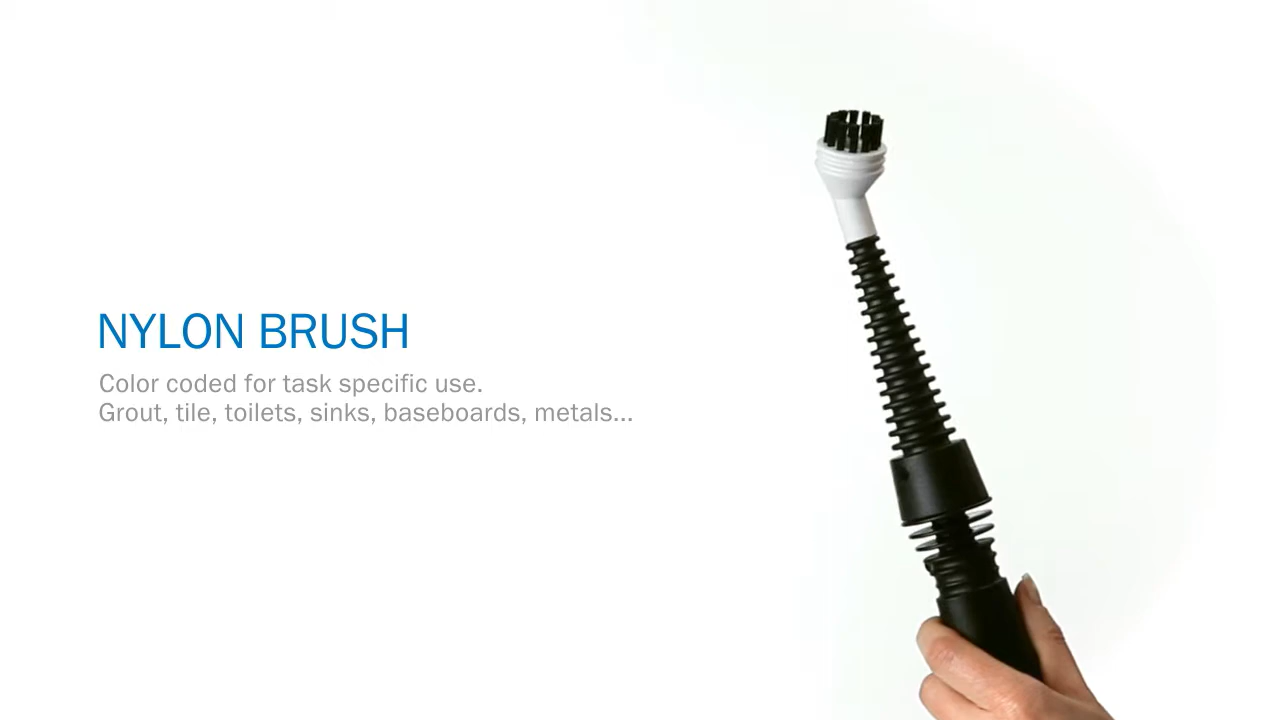 NYLON BRUSH
Color coded for task specific use.
Grout, tile, toilets, sinks, baseboards, metals...